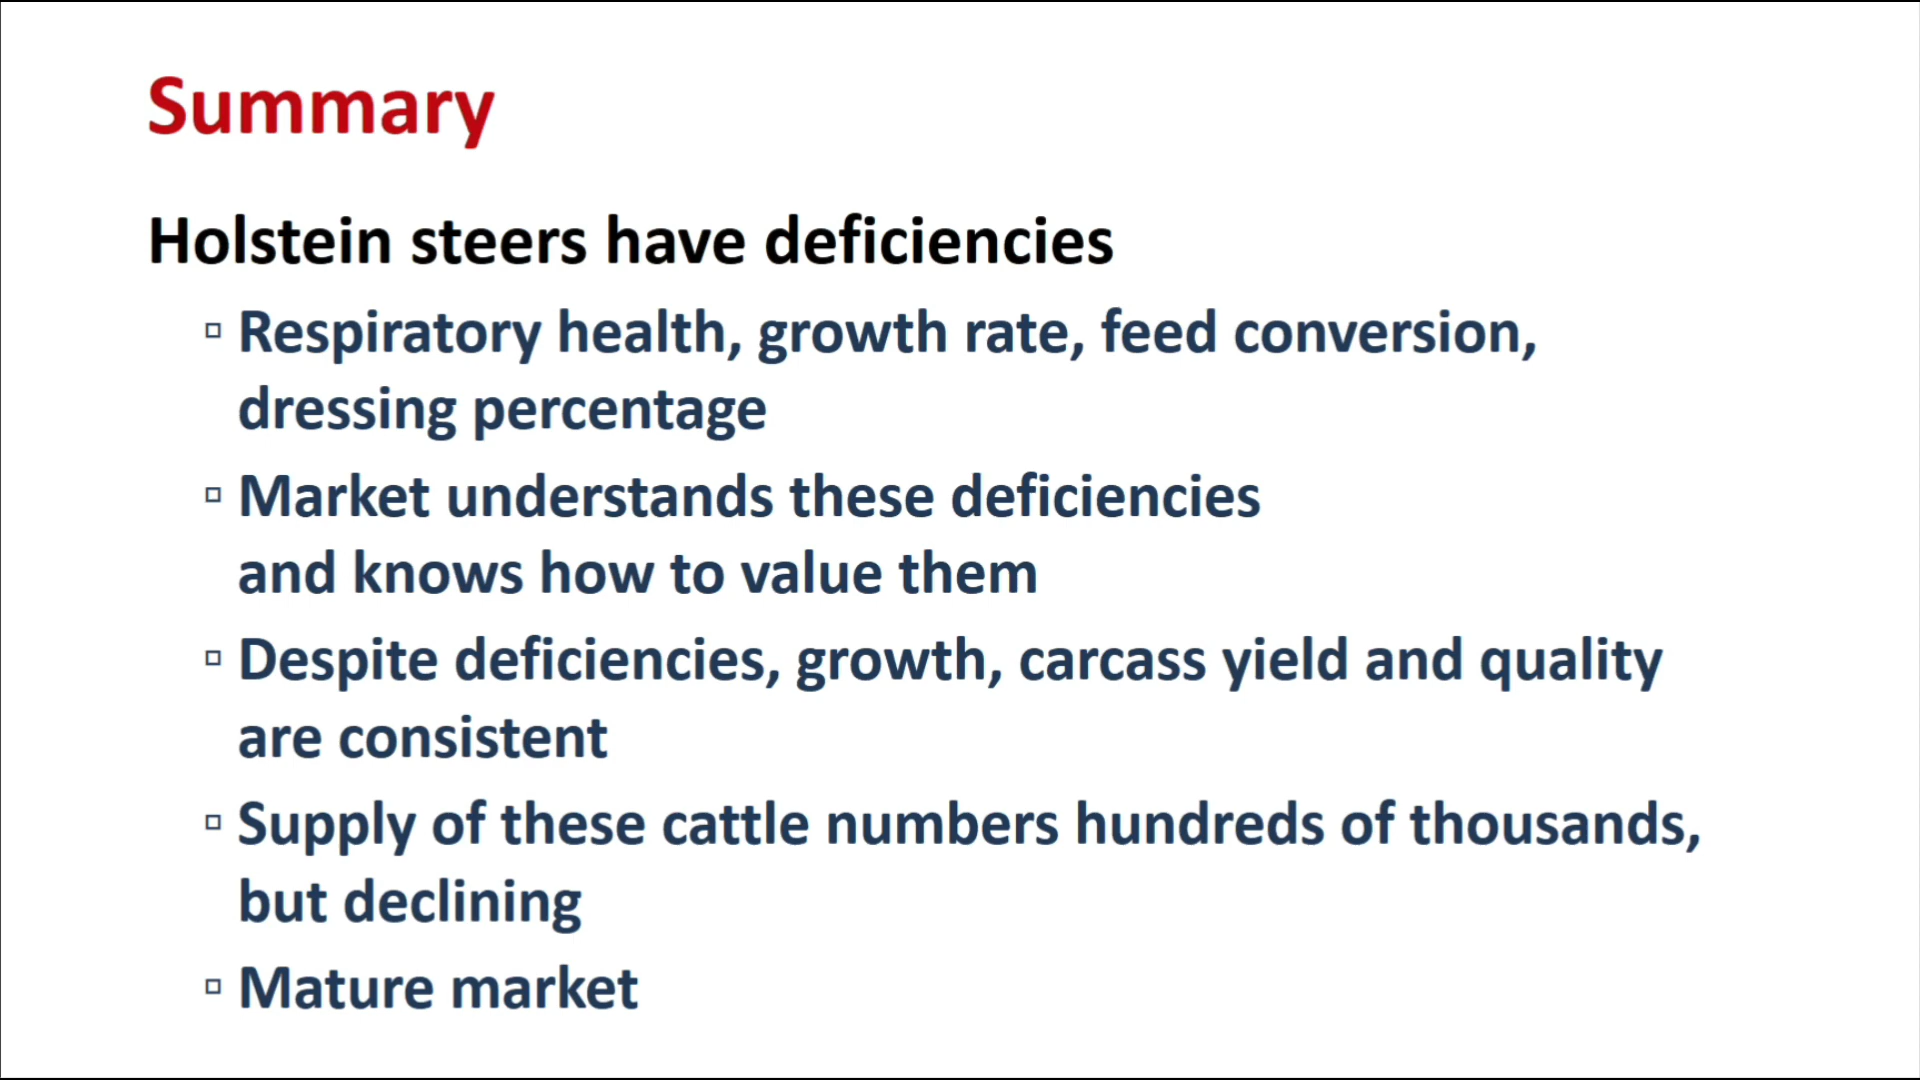 Summary
Holstein steers have deficiencies
▫ Respiratory health, growth rate, feed conversion,
dressing percentage
▫ Market understands these deficiencies
and knows how to value them
▫ Despite deficiencies, growth, carcass yield and quality
are consistent
▫ Supply of these cattle numbers hundreds of thousands,
but declining
▫ Mature market